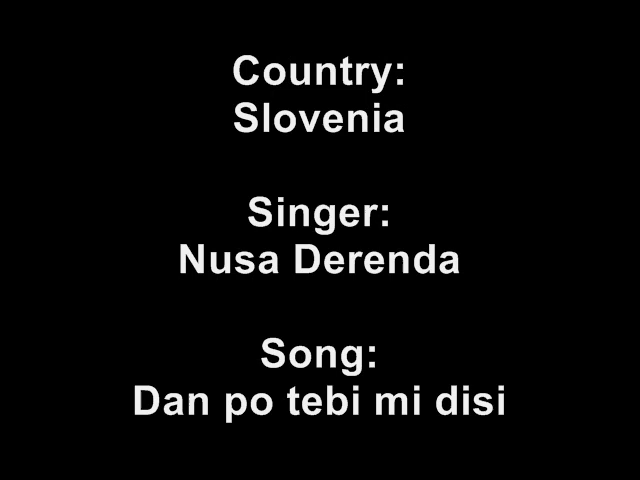 Country:
Slovenia
Singer:
Nusa Derenda
Song:
Dan po tebi mi disi